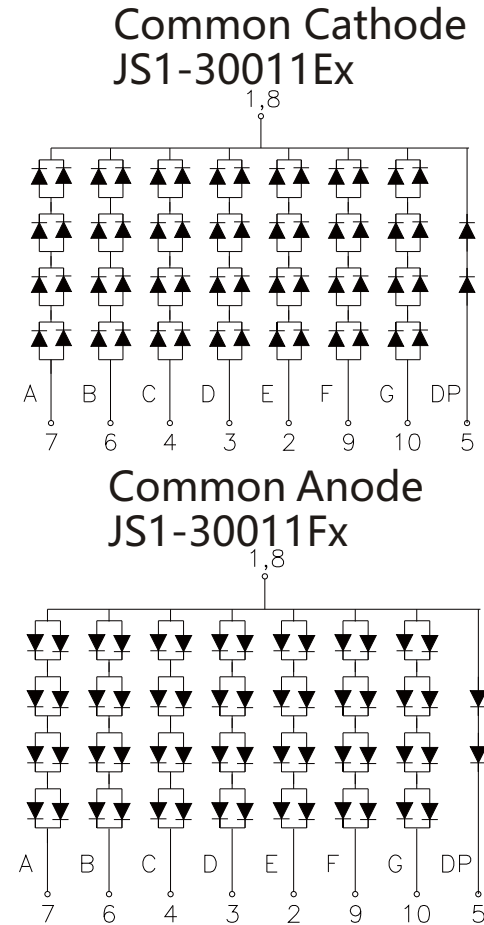 Common Cathode
JS1-30011Ex
1,8
A B C D E F G DP
7 6 4 3 2 9 10 5
Common Anode
JS1-30011Fx
1,8
A B C D E F G DP
7 6 4 3 2 9 10 5